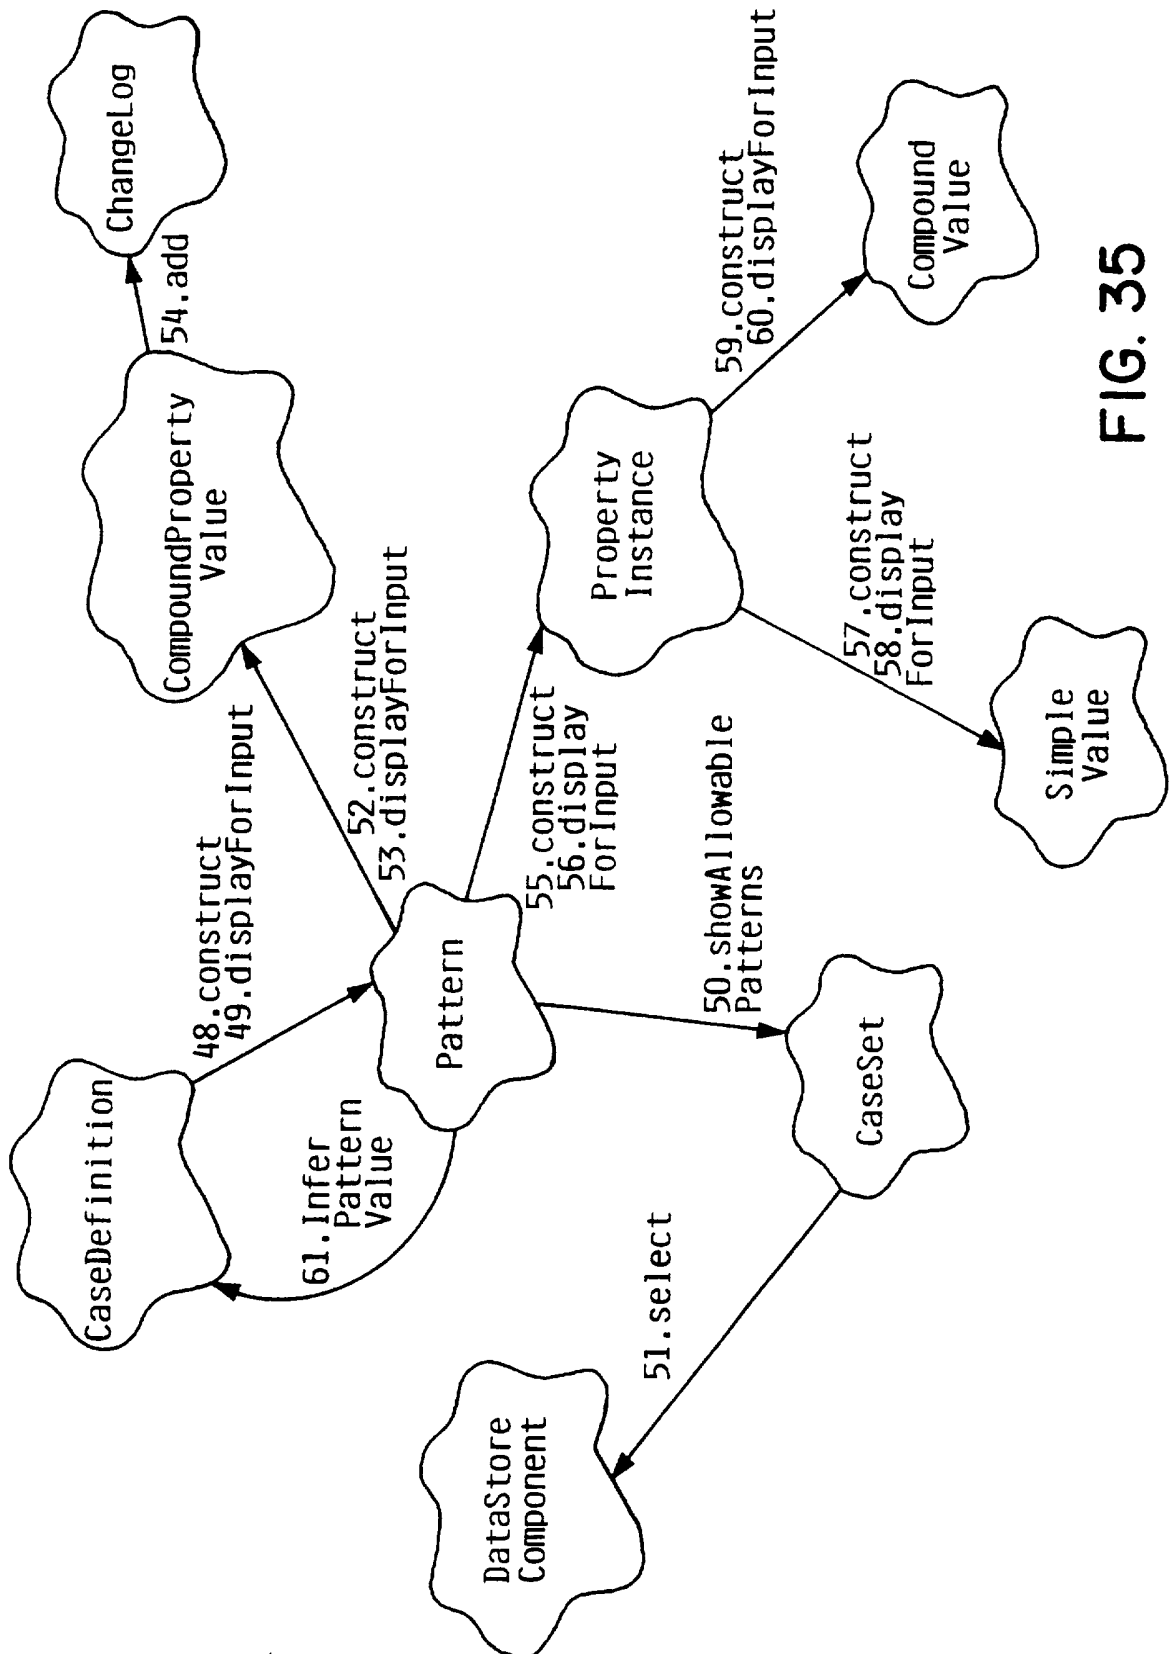 CaseDefinition
48.construct
49.displayForInput
61.Infer
Pattern
Value
Pattern
52.construct
53.displayForInput
CompoundProperty
Value
54.add
ChangeLog
55.construct
56.display
ForInput
Property
Instance
50.showAllowable
Patterns
CaseSet
51.select
DataStore
Component
57.construct
58.display
ForInput
Simple
Value
59.construct
60.displayForInput
Compound
Value
FIG. 35